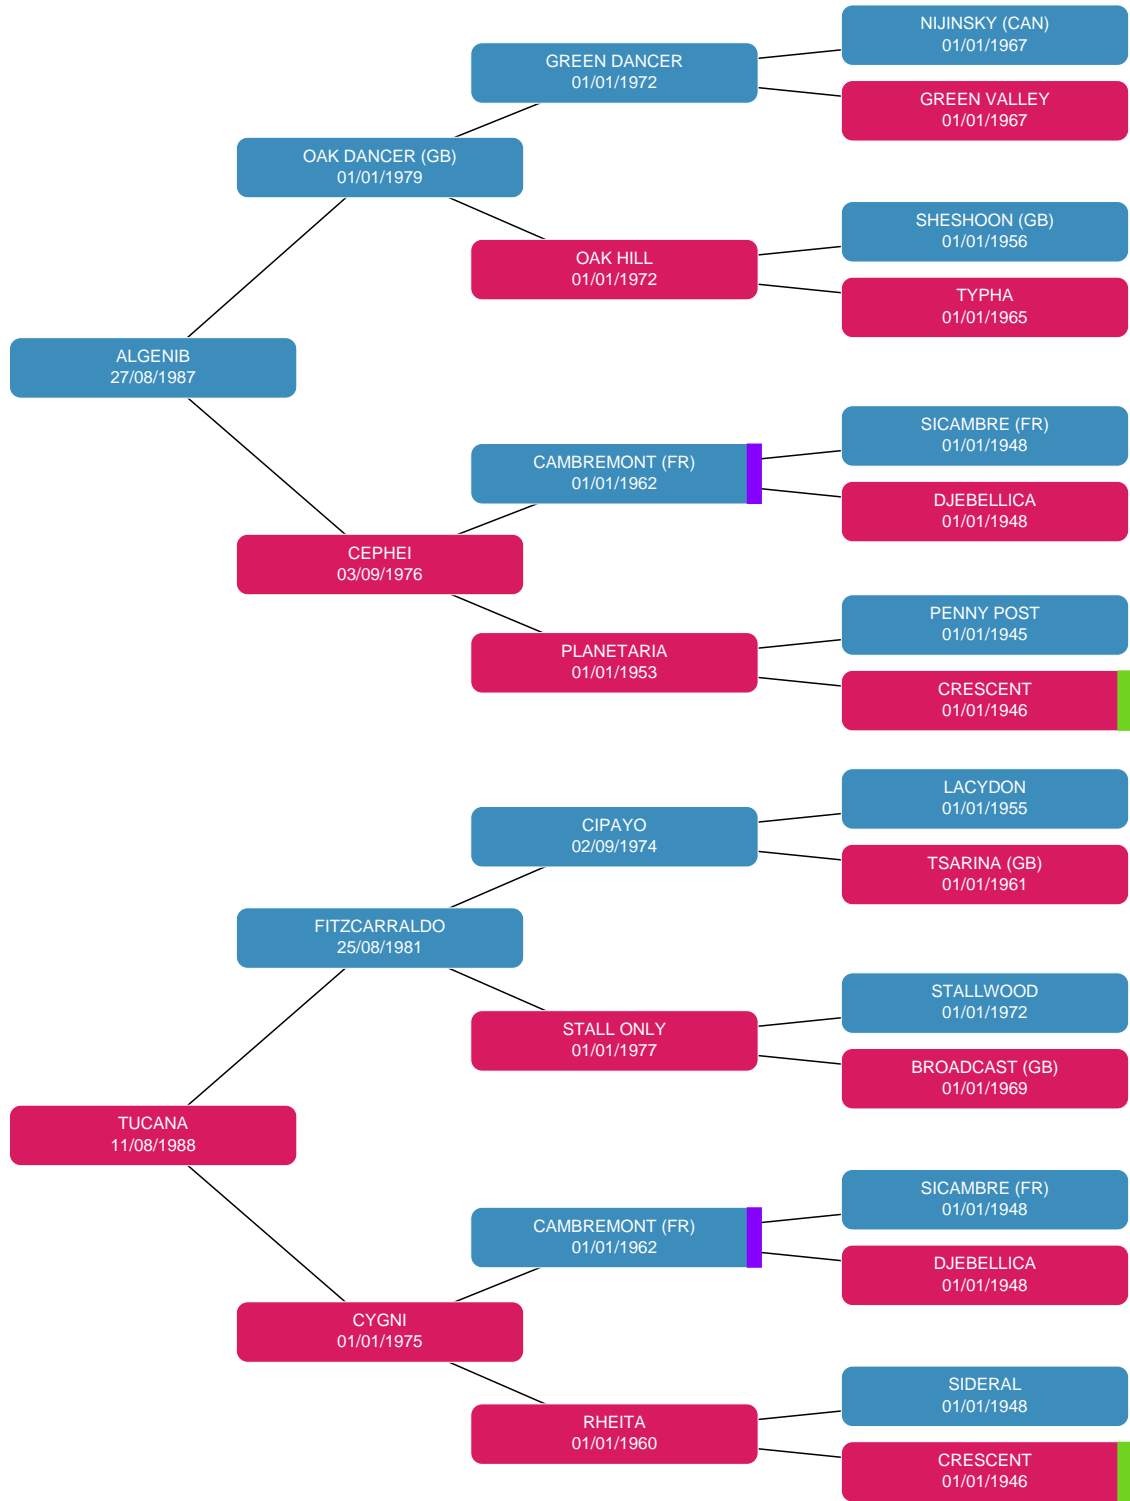 NIJINSKY (CAN)
01/01/1967
GREEN DANCER
01/01/1972
GREEN VALLEY
01/01/1967
OAK DANCER (GB)
01/01/1979
SHESHOON (GB)
01/01/1956
OAK HILL
01/01/1972
TYPHA
01/01/1965
ALGENIB
27/08/1987
SICAMBRE (FR)
01/01/1948
CAMBREMONT (FR)
01/01/1962
DJEBELLICA
01/01/1948
CEPHEI
03/09/1976
PENNY POST
01/01/1945
PLANETARIA
01/01/1953
CRESCENT
01/01/1946
LACYDON
01/01/1955
CIPAYO
02/09/1974
TSARINA (GB)
01/01/1961
FITZCARRALDO
25/08/1981
STALLWOOD
01/01/1972
STALL ONLY
01/01/1977
BROADCAST (GB)
01/01/1969
TUCANA
11/08/1988
SICAMBRE (FR)
01/01/1948
CAMBREMONT (FR)
01/01/1962
DJEBELLICA
01/01/1948
CYGNI
01/01/1975
SIDERAL
01/01/1948
RHEITA
01/01/1960
CRESCENT
01/01/1946